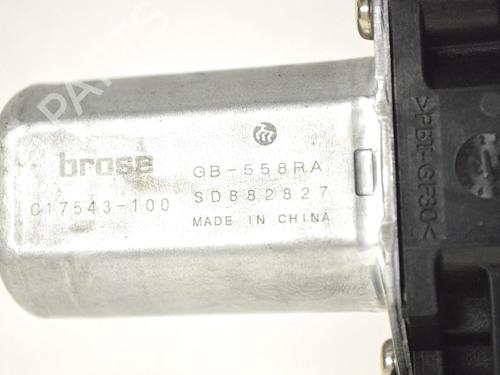 brose
GB-558RA
C17543-100
SD882827
MADE IN CHINA
>PBT-GF30<
PARTS